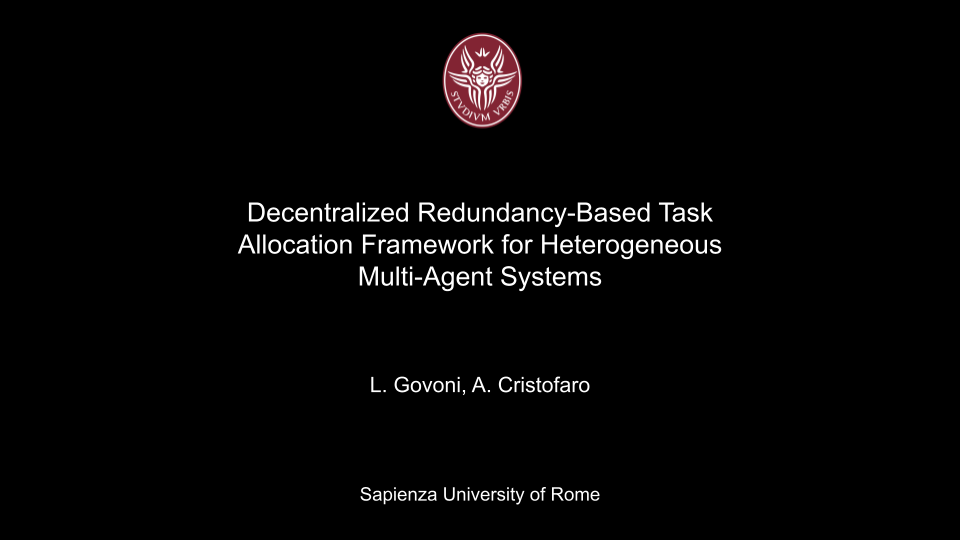 STVDIVM VRBIS
Decentralized Redundancy-Based Task
Allocation Framework for Heterogeneous
Multi-Agent Systems
L. Govoni, A. Cristofaro
Sapienza University of Rome